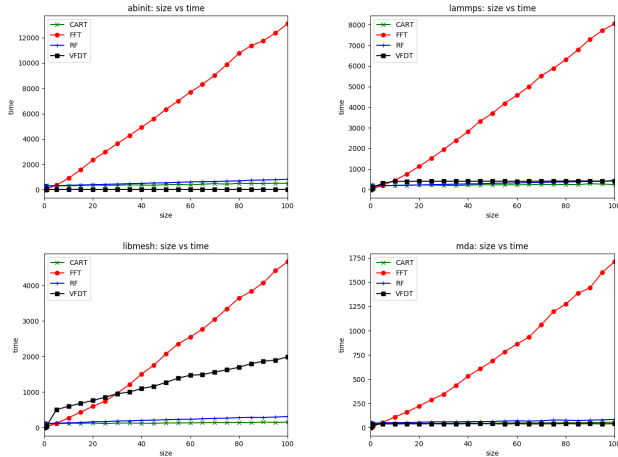 abinit: size vs time
CART
FFT
RF
VFDT
time
12000
10000
8000
6000
4000
2000
0
0 20 40 60 80 100
size
lammps: size vs time
CART
FFT
RF
VFDT
time
8000
7000
6000
5000
4000
3000
2000
1000
0
0 20 40 60 80 100
size
libmesh: size vs time
CART
FFT
RF
VFDT
time
4000
3000
2000
1000
0
0 20 40 60 80 100
size
mda: size vs time
CART
FFT
RF
VFDT
time
1750
1500
1250
1000
750
500
250
0
0 20 40 60 80 100
size